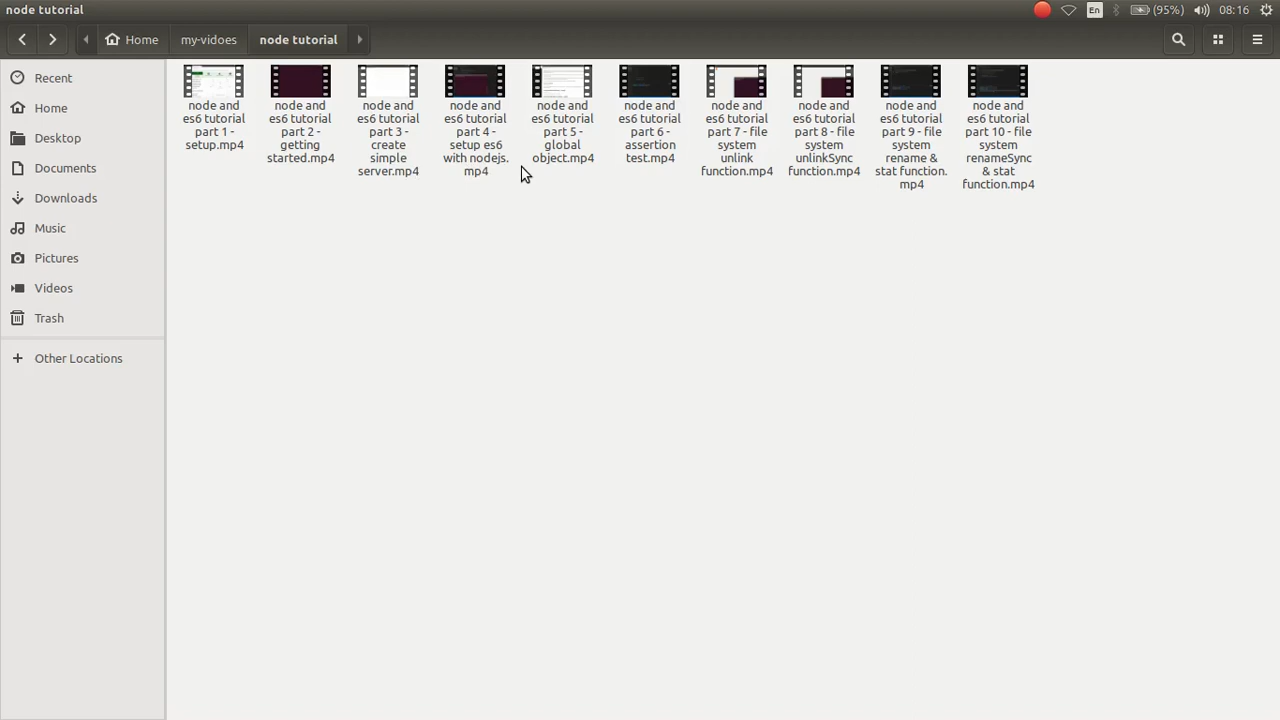 node tutorial
En
(95%)
08:16
Home
my-vidoes
node tutorial
Recent
Home
Desktop
Documents
Downloads
Music
Pictures
Videos
Trash
Other Locations
node and
es6 tutorial
part 1 -
setup.mp4
node and
es6 tutorial
part 2 -
getting
started.mp4
node and
es6 tutorial
part 3 -
create
simple
server.mp4
node and
es6 tutorial
part 4 -
setup es6
with nodejs.
mp4
node and
es6 tutorial
part 5 -
global
object.mp4
node and
es6 tutorial
part 6 -
assertion
test.mp4
node and
es6 tutorial
part 7 - file
system
unlink
function.mp4
node and
es6 tutorial
part 8 - file
system
unlinkSync
function.mp4
node and
es6 tutorial
part 9 - file
system
rename &
stat function.
mp4
node and
es6 tutorial
part 10 - file
system
renameSync
& stat
function.mp4